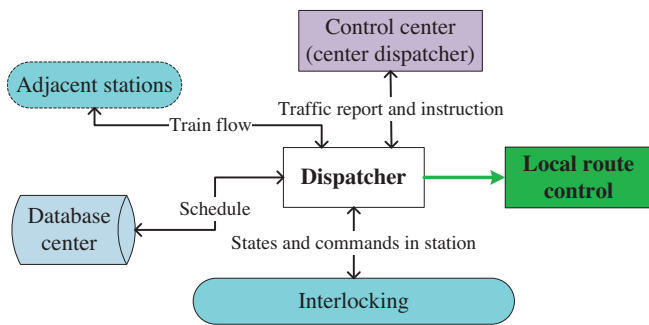 Control center
(center dispatcher)
Adjacent stations
Traffic report and instruction
Train flow
Dispatcher
Local route
control
Schedule
Database
center
States and commands in station
Interlocking